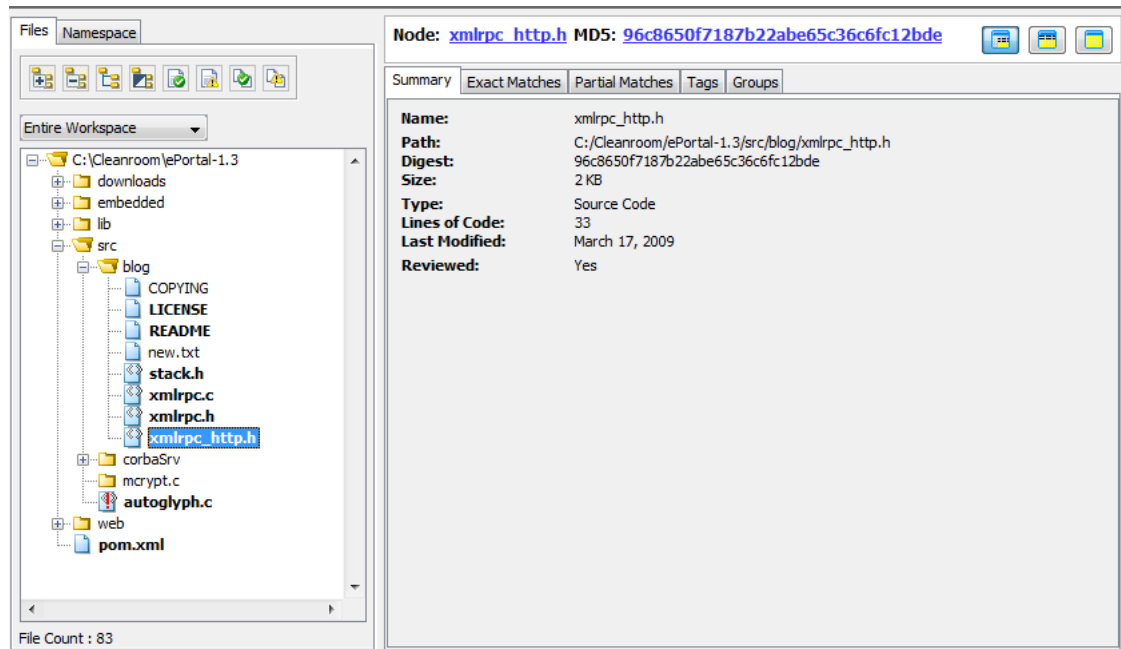 Files Namespace
Entire Workspace
C:\Cleanroom\ePortal-1.3
downloads
embedded
lib
src
blog
COPYING
LICENSE
README
new.txt
stack.h
xmlrpc.c
xmlrpc.h
xmlrpc_http.h
corbaSrv
mcrypt.c
autoglyph.c
web
pom.xml
File Count : 83
Node: xmlrpc_http.h MD5: 96c8650f7187b22abe65c36c6fc12bde
Summary Exact Matches Partial Matches Tags Groups
Name: xmlrpc_http.h
Path: C:/Cleanroom/ePortal-1.3/src/blog/xmlrpc_http.h
Digest: 96c8650f7187b22abe65c36c6fc12bde
Size: 2 KB
Type: Source Code
Lines of Code: 33
Last Modified: March 17, 2009
Reviewed: Yes